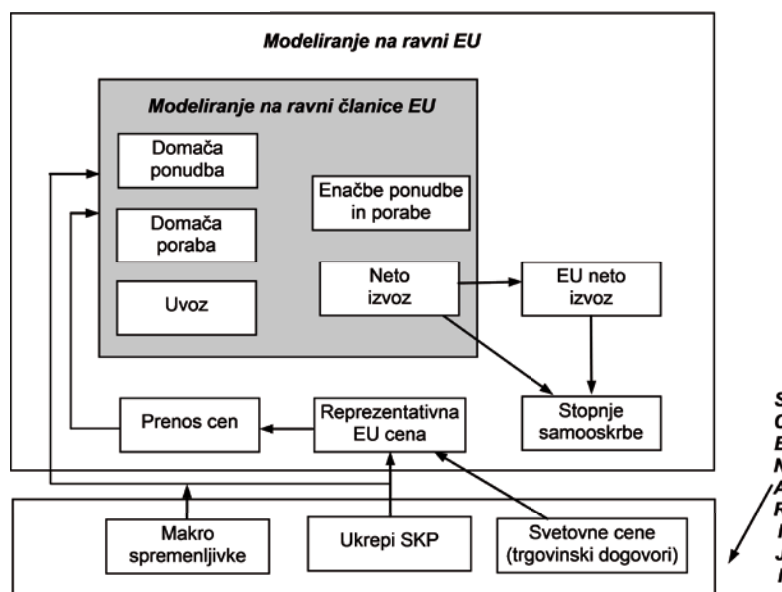 Modeliranje na ravni EU
Modeliranje na ravni članice EU
Domača
ponudba
Enačbe ponudbe
in porabe
Domača
poraba
Uvoz
Neto
izvoz
EU neto
izvoz
Prenos cen
Reprezentativna
EU cena
Stopnje
samooskrbe
Makro
spremenljivke
Ukrepi SKP
Svetovne cene
(trgovinski dogovori)
S
C
E
N
A
R
I
J
I